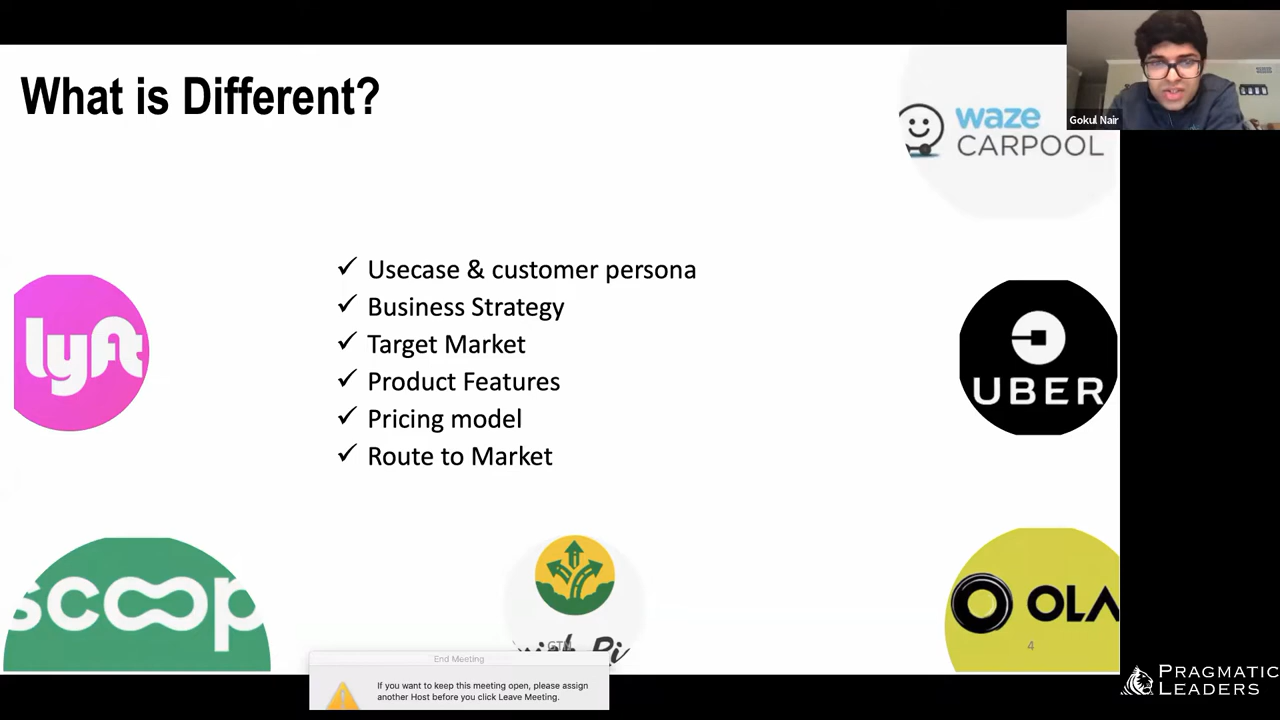 What is Different?
waze
CARPOOL
Gokul Nair
✓ Usecase & customer persona
✓ Business Strategy
✓ Target Market
✓ Product Features
✓ Pricing model
✓ Route to Market
lyft
UBER
scoop
OLA
4
End Meeting
If you want to keep this meeting open, please assign
another Host before you click Leave Meeting.
PRAGMATIC
LEADERS